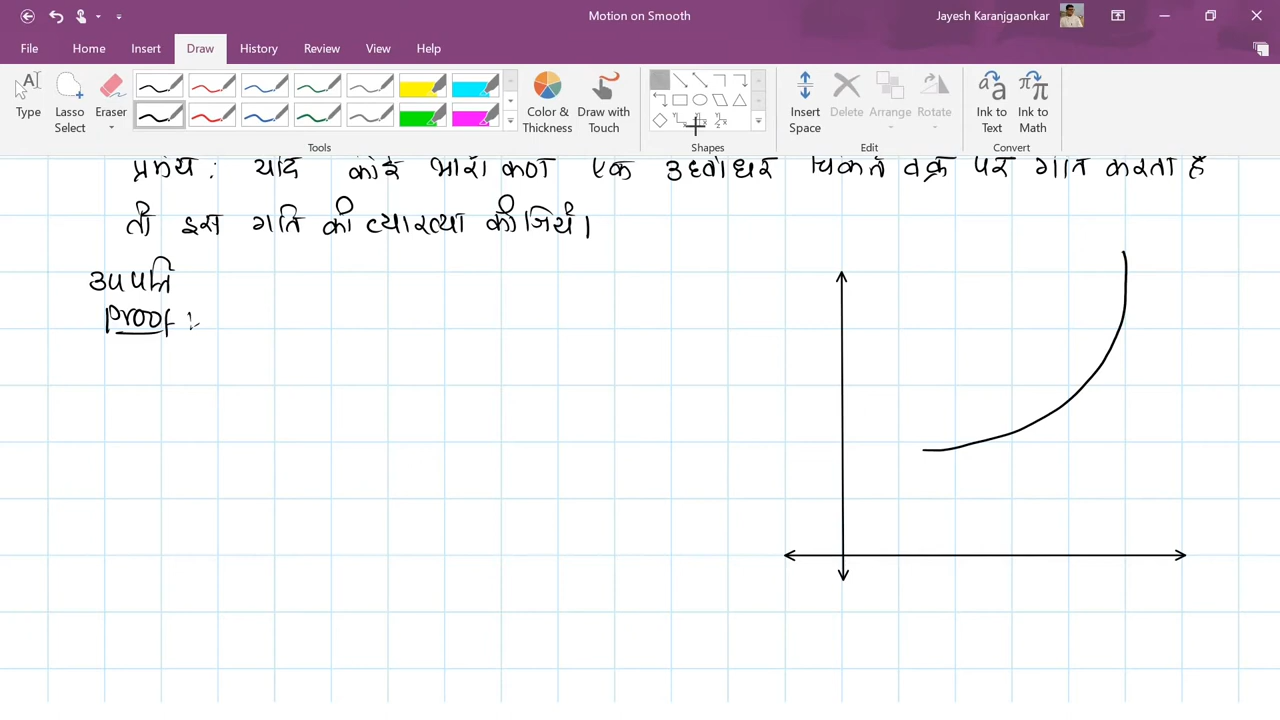 Motion on Smooth
Jayesh Karanjgaonkar
File Home Insert Draw History Review View Help
Type Lasso Select Eraser Color & Thickness Draw with Touch Insert Space Delete Arrange Rotate Ink to Text Ink to Math
Tools Shapes Edit Convert
प्रमेय : यदि कोई भारी कण एक उर्ध्वाधर चिकने वक्र पर गति करता है
तो इस गति की व्याख्या कीजिये।
उपपत्ति
Proof :